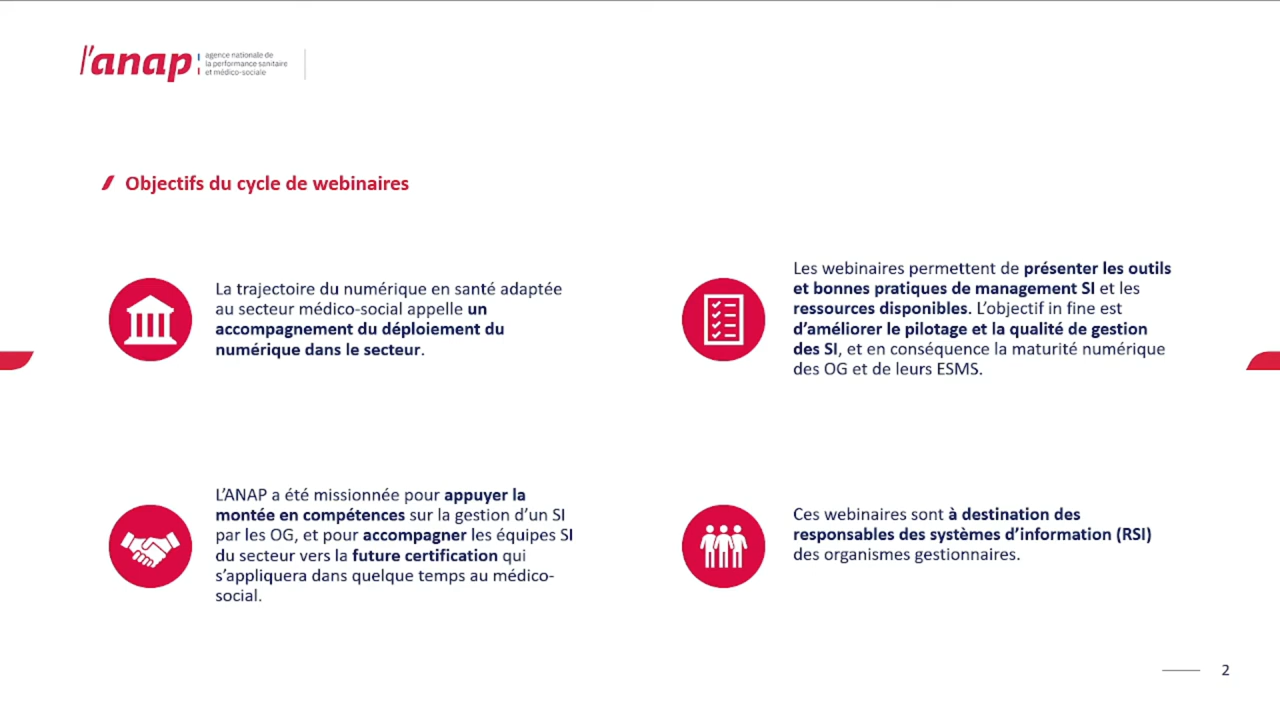 l'anap
agence nationale de
la performance sanitaire
et médico-sociale
Objectifs du cycle de webinaires
La trajectoire du numérique en santé adaptée
au secteur médico-social appelle un
accompagnement du déploiement du
numérique dans le secteur.
Les webinaires permettent de présenter les outils
et bonnes pratiques de management SI et les
ressources disponibles. L'objectif in fine est
d'améliorer le pilotage et la qualité de gestion
des SI, et en conséquence la maturité numérique
des OG et de leurs ESMS.
L'ANAP a été missionnée pour appuyer la
montée en compétences sur la gestion d'un SI
par les OG, et pour accompagner les équipes SI
du secteur vers la future certification qui
s'appliquera dans quelque temps au médico-
social.
Ces webinaires sont à destination des
responsables des systèmes d'information (RSI)
des organismes gestionnaires.
2